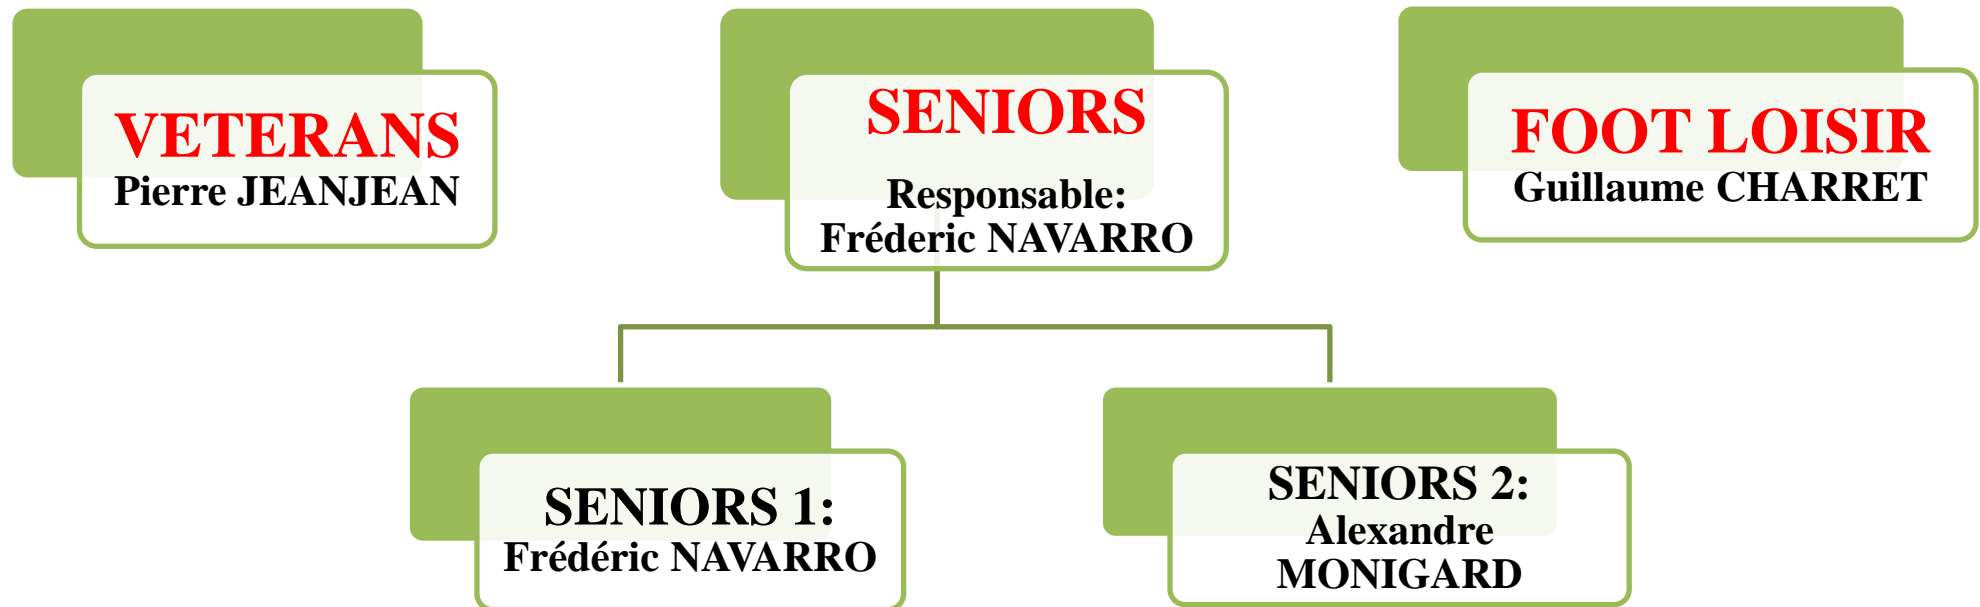 VETERANS
Pierre JEANJEAN
SENIORS
Responsable:
Fréderic NAVARRO
FOOT LOISIR
Guillaume CHARRET
SENIORS 1:
Frédéric NAVARRO
SENIORS 2:
Alexandre
MONIGARD